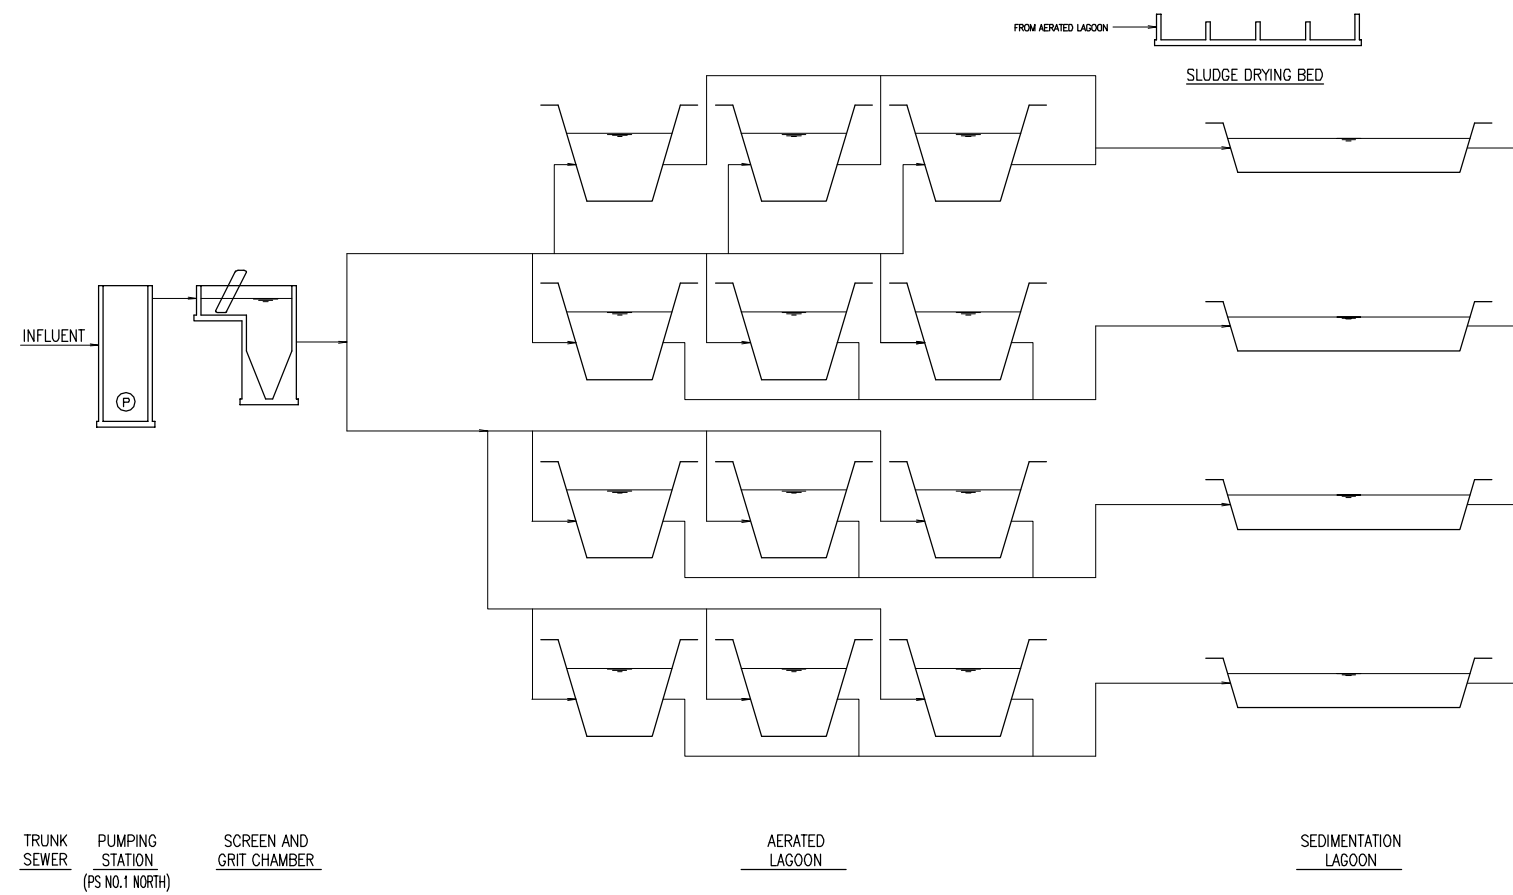 FROM AERATED LAGOON
SLUDGE DRYING BED
INFLUENT
P
TRUNK
SEWER
PUMPING
STATION
(PS NO.1 NORTH)
SCREEN AND
GRIT CHAMBER
AERATED
LAGOON
SEDIMENTATION
LAGOON